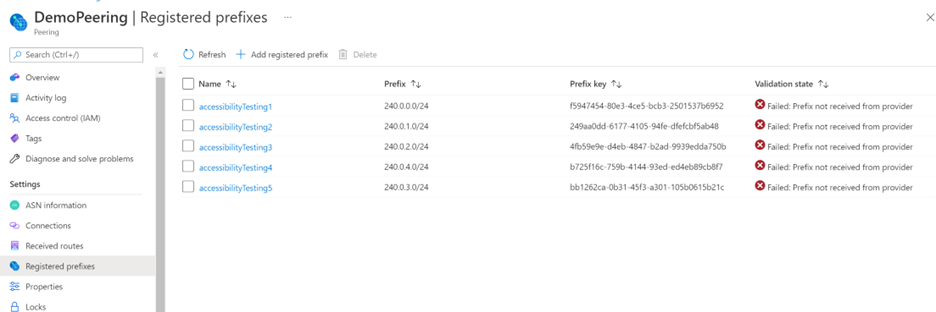 DemoPeering | Registered prefixes ...
Peering
Search (Ctrl+/)
«
Overview
Activity log
Access control (IAM)
Tags
Diagnose and solve problems
Settings
ASN information
Connections
Received routes
Registered prefixes
Properties
Locks
Refresh + Add registered prefix Delete
Name ↑↓ Prefix ↑↓ Prefix key ↑↓ Validation state ↑↓
accessibilityTesting1 240.0.0.0/24 f5947454-80e3-4ce5-bcb3-2501537b6952 Failed: Prefix not received from provider
accessibilityTesting2 240.0.1.0/24 249aa0dd-6177-4105-94fe-dfefcbf5ab48 Failed: Prefix not received from provider
accessibilityTesting3 240.0.2.0/24 4fb59e9e-d4eb-4847-b2ad-9939edda750b Failed: Prefix not received from provider
accessibilityTesting4 240.0.4.0/24 b725f16c-759b-4144-93ed-ed4eb89cb8f7 Failed: Prefix not received from provider
accessibilityTesting5 240.0.3.0/24 bb1262ca-0b31-45f3-a301-105b0615b21c Failed: Prefix not received from provider